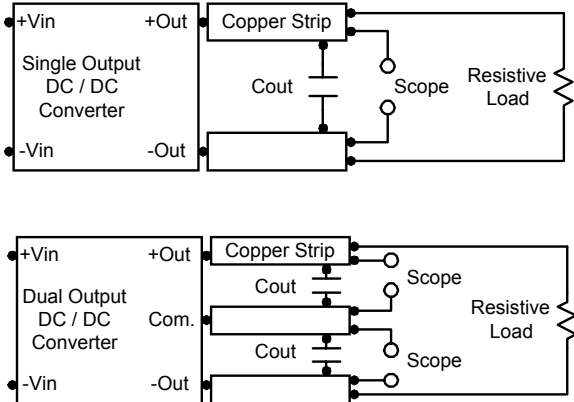 +Vin +Out Copper Strip
Single Output
DC / DC
Converter
Cout Scope Resistive
Load
-Vin -Out
+Vin +Out Copper Strip
Cout Scope
Dual Output
DC / DC
Converter
Com. Resistive
Load
Cout Scope
-Vin -Out